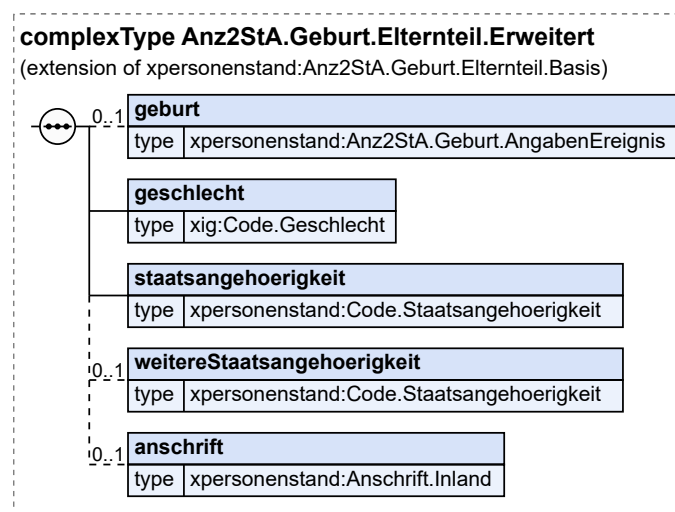 complexType Anz2StA.Geburt.Elternteil.Erweitert
(extension of xpersonenstand:Anz2StA.Geburt.Elternteil.Basis)
0..1 geburt
type xpersonenstand:Anz2StA.Geburt.AngabenEreignis
geschlecht
type xig:Code.Geschlecht
staatsangehoerigkeit
type xpersonenstand:Code.Staatsangehoerigkeit
0..1 weitereStaatsangehoerigkeit
type xpersonenstand:Code.Staatsangehoerigkeit
0..1 anschrift
type xpersonenstand:Anschrift.Inland